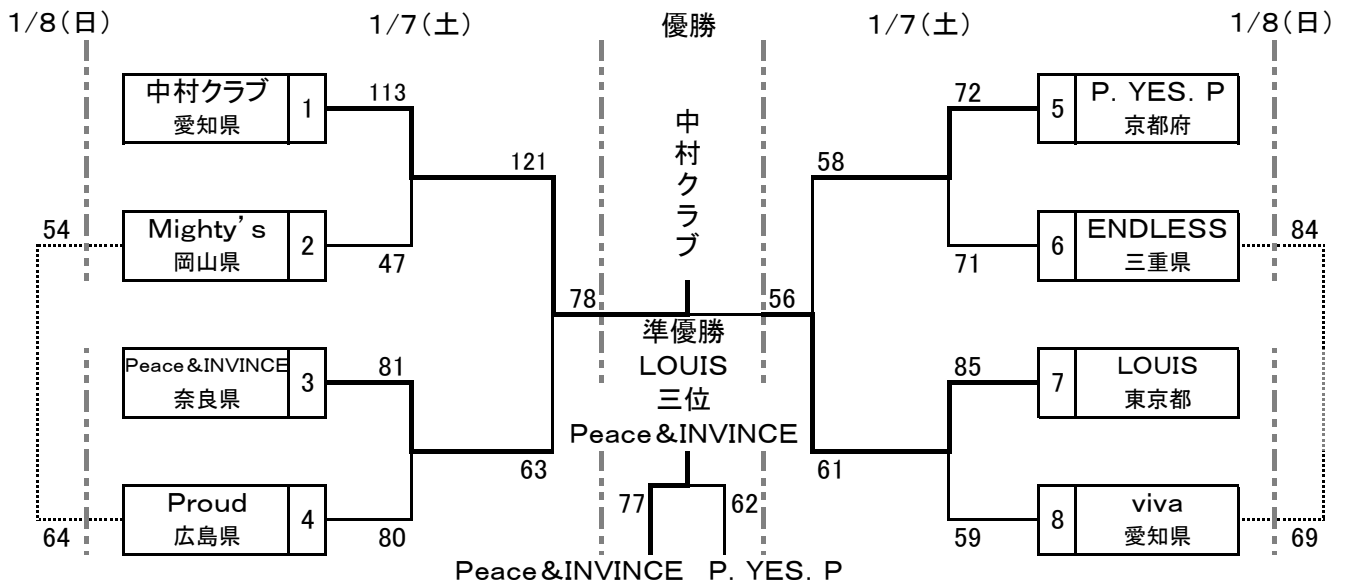 1/8(日)
1/7(土)
優勝
1/7(土)
1/8(日)
中村クラブ
愛知県
1
113
72
5
P. YES. P
京都府
中村クラブ
121
58
54
Mighty's
岡山県
2
47
71
6
ENDLESS
三重県
84
78
56
準優勝
LOUIS
三位
Peace&INVINCE
Peace&INVINCE
奈良県
3
81
85
7
LOUIS
東京都
63
61
64
Proud
広島県
4
80
77
62
59
8
viva
愛知県
69
Peace&INVINCE P. YES. P